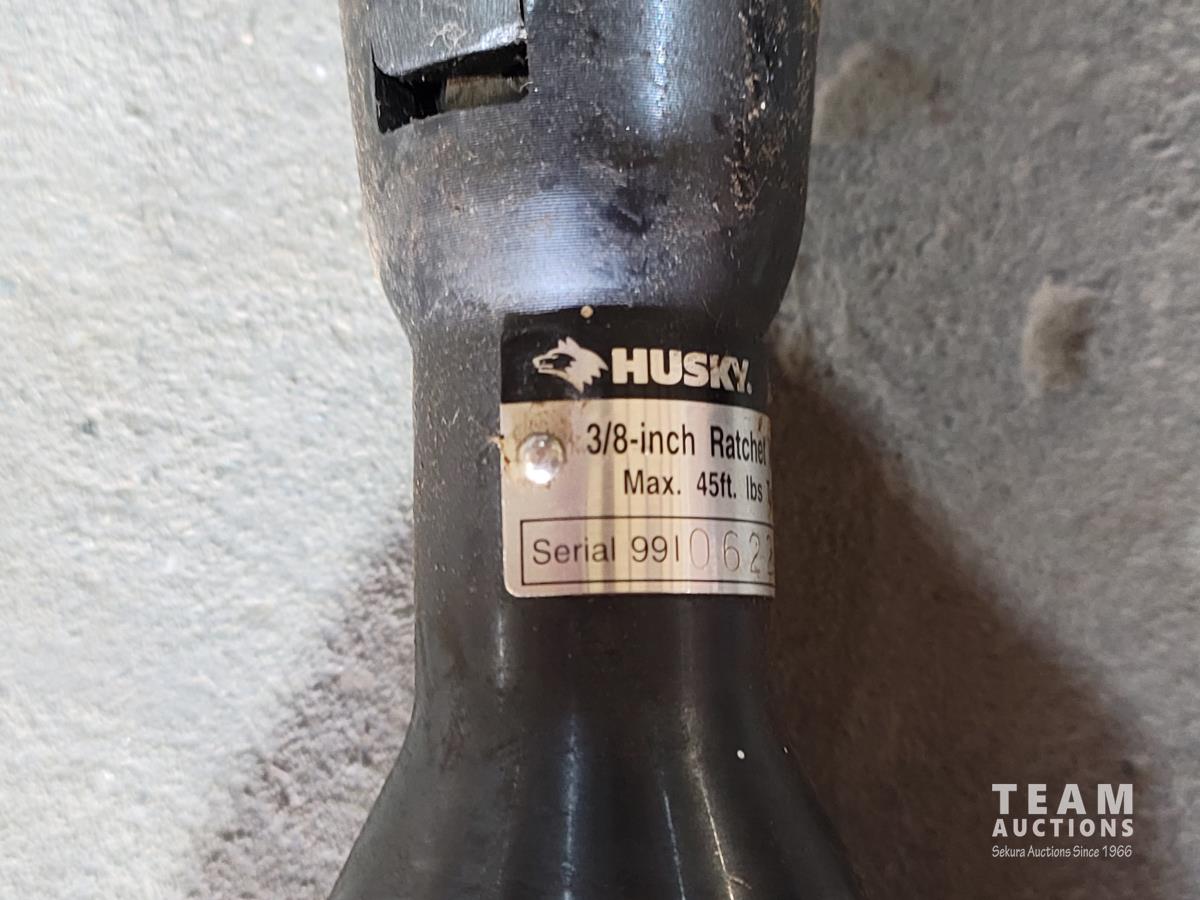 HUSKY.
3/8-inch Ratchet
Max. 45ft. lbs
Serial 991 0622
TEAM
AUCTIONS
Sekura Auctions Since 1966